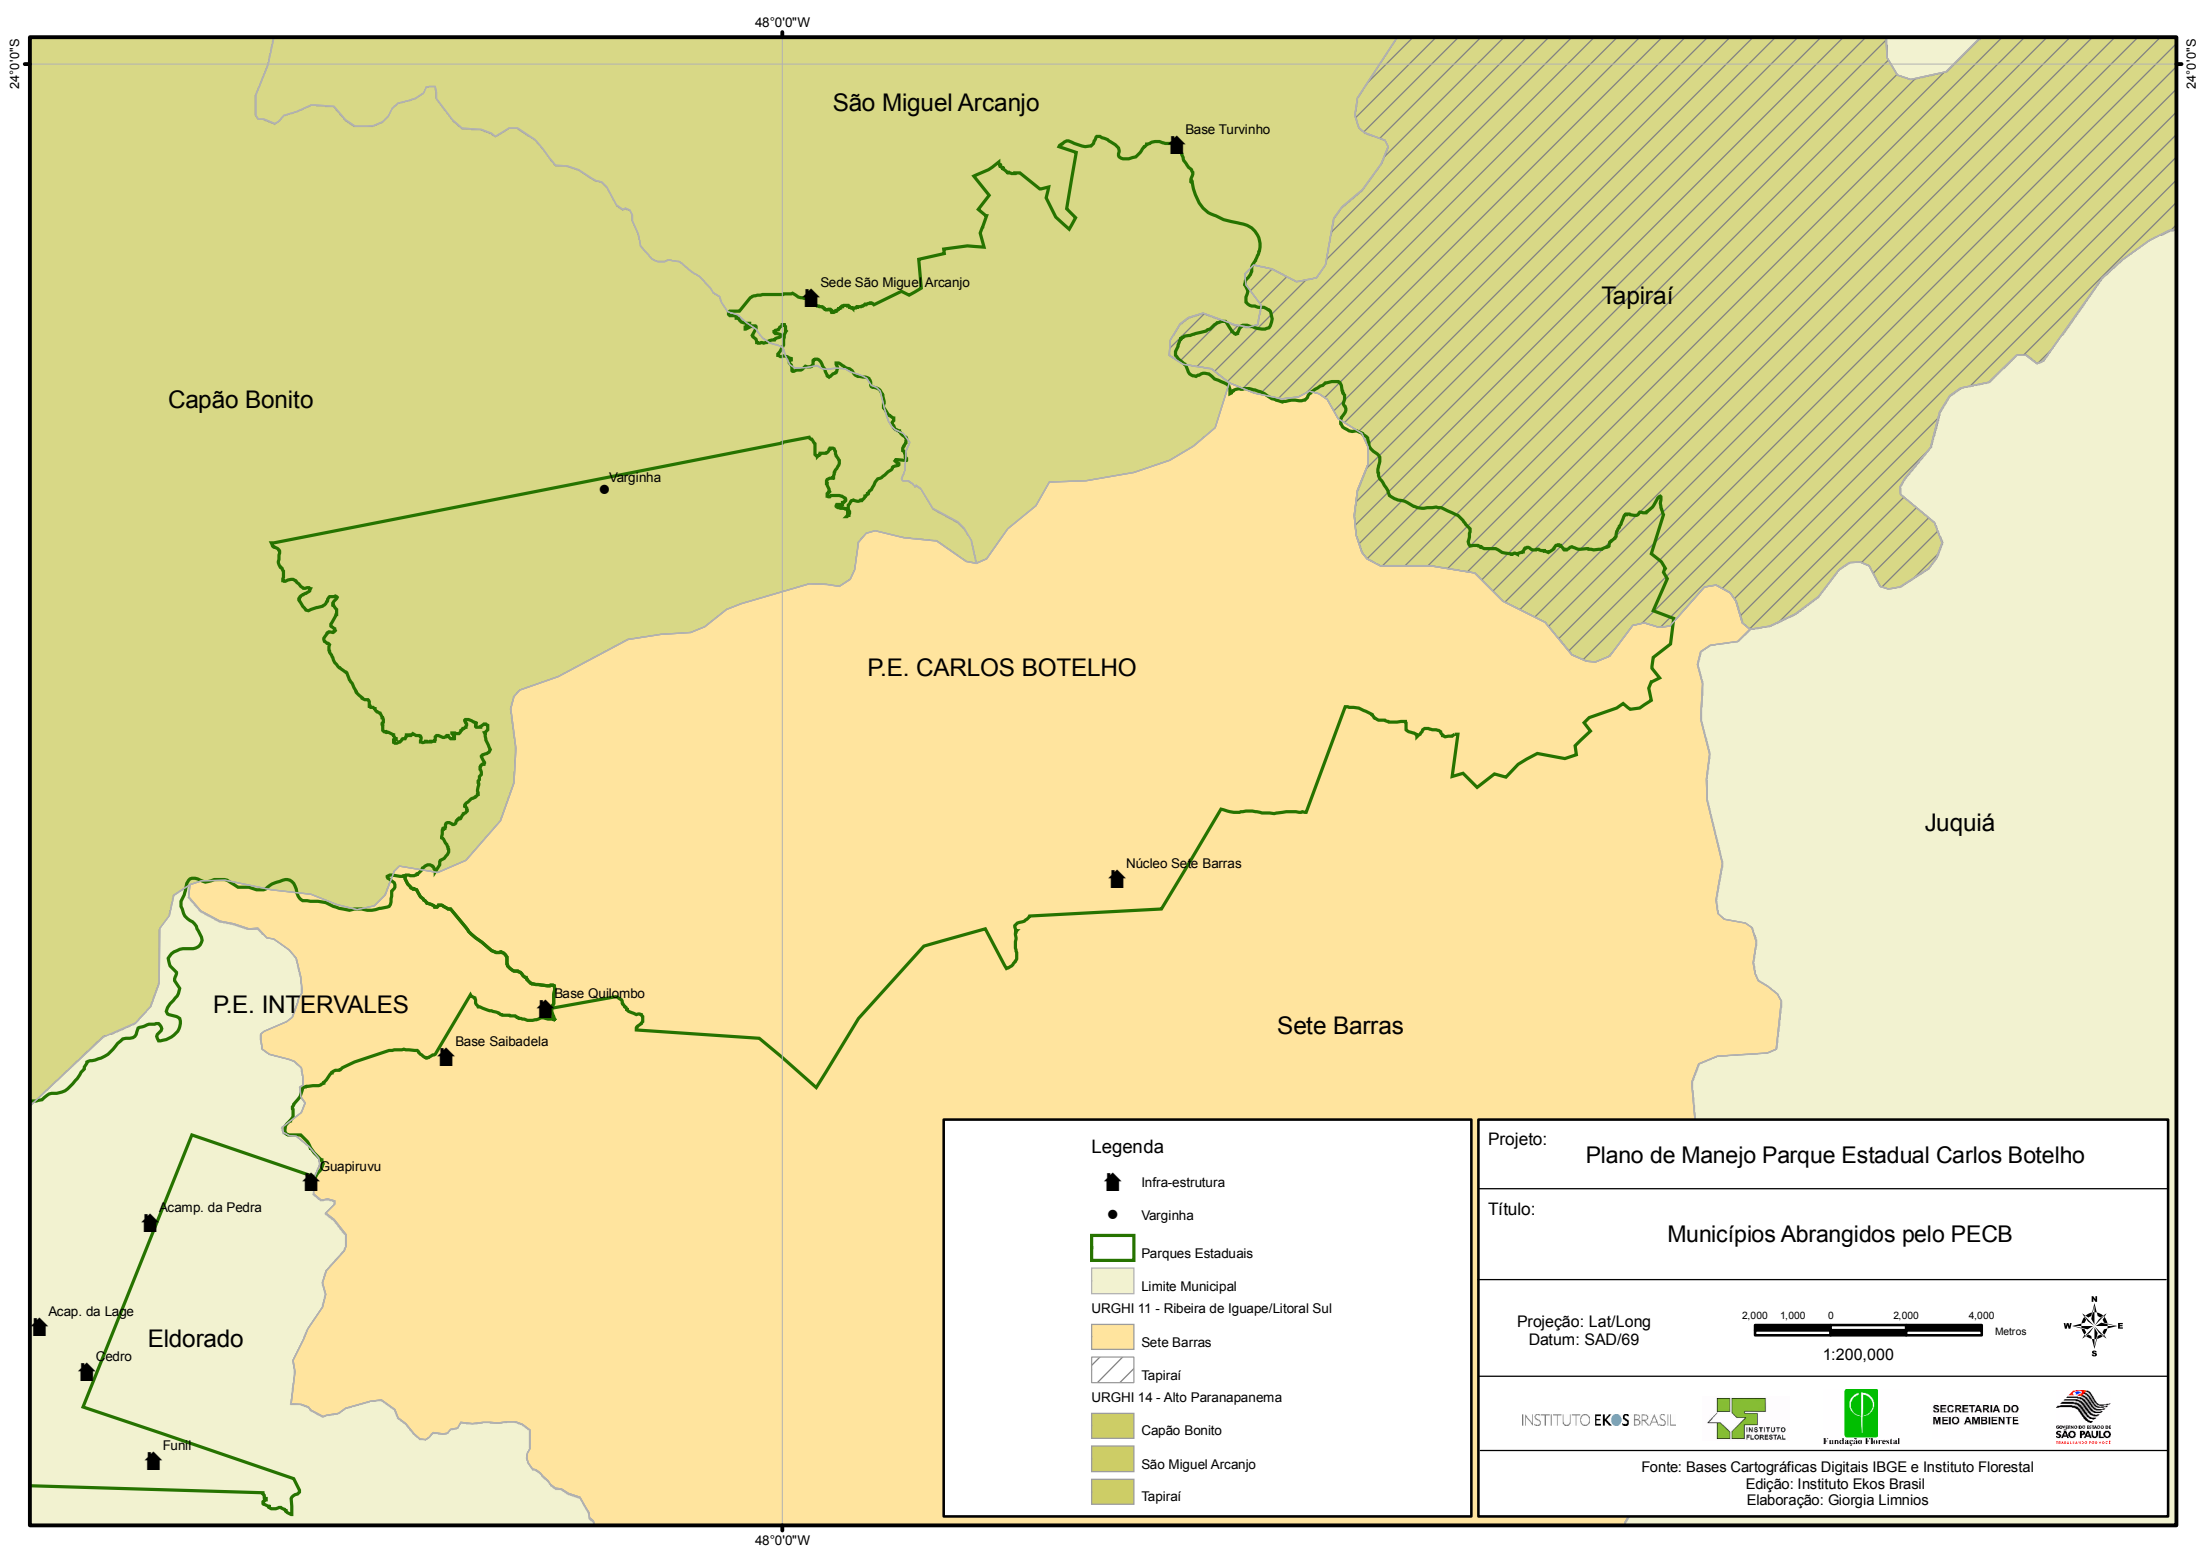 48°0'0"W
24°0'0"S
24°0'0"S
São Miguel Arcanjo
Base Turvinho
Sede São Miguel Arcanjo
Tapiraí
Capão Bonito
Varginha
P.E. CARLOS BOTELHO
Juquiá
Núcleo Sete Barras
P.E. INTERVALES
Base Quilombo
Sete Barras
Base Saibadela
Guapiruvu
Acamp. da Pedra
Acap. da Lage
Eldorado
Cedro
Funil
48°0'0"W
Legenda
Infra-estrutura
Varginha
Parques Estaduais
Limite Municipal
URGHI 11 - Ribeira de Iguape/Litoral Sul
Sete Barras
Tapiraí
URGHI 14 - Alto Paranapanema
Capão Bonito
São Miguel Arcanjo
Tapiraí
Projeto:
Plano de Manejo Parque Estadual Carlos Botelho
Título:
Municípios Abrangidos pelo PECB
Projeção: Lat/Long
Datum: SAD/69
2,000 1,000 0 2,000 4,000
Metros
1:200,000
N
W E
S
INSTITUTO EKOS BRASIL
INSTITUTO
FLORESTAL
Fundação Florestal
SECRETARIA DO
MEIO AMBIENTE
GOVERNO DO ESTADO DE
SÃO PAULO
TRABALHANDO POR VOCÊ
Fonte: Bases Cartográficas Digitais IBGE e Instituto Florestal
Edição: Instituto Ekos Brasil
Elaboração: Giorgia Limnios